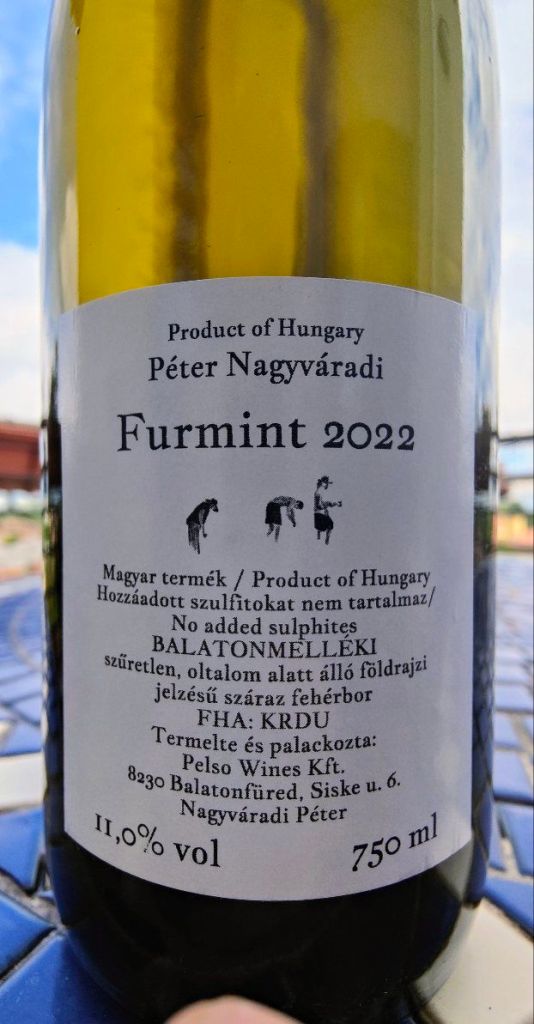 Product of Hungary
Péter Nagyváradi
Furmint 2022
Magyar termék / Product of Hungary
Hozzáadott szulfitokat nem tartalmaz/
No added sulphites
BALATONMELLÉKI
szűretlen, oltalom alatt álló földrajzi
jelzésű száraz fehérbor
FHA: KRDU
Termelte és palackozta:
Pelso Wines Kft.
8230 Balatonfüred, Siske u. 6.
Nagyváradi Péter
11,0% vol 750 ml